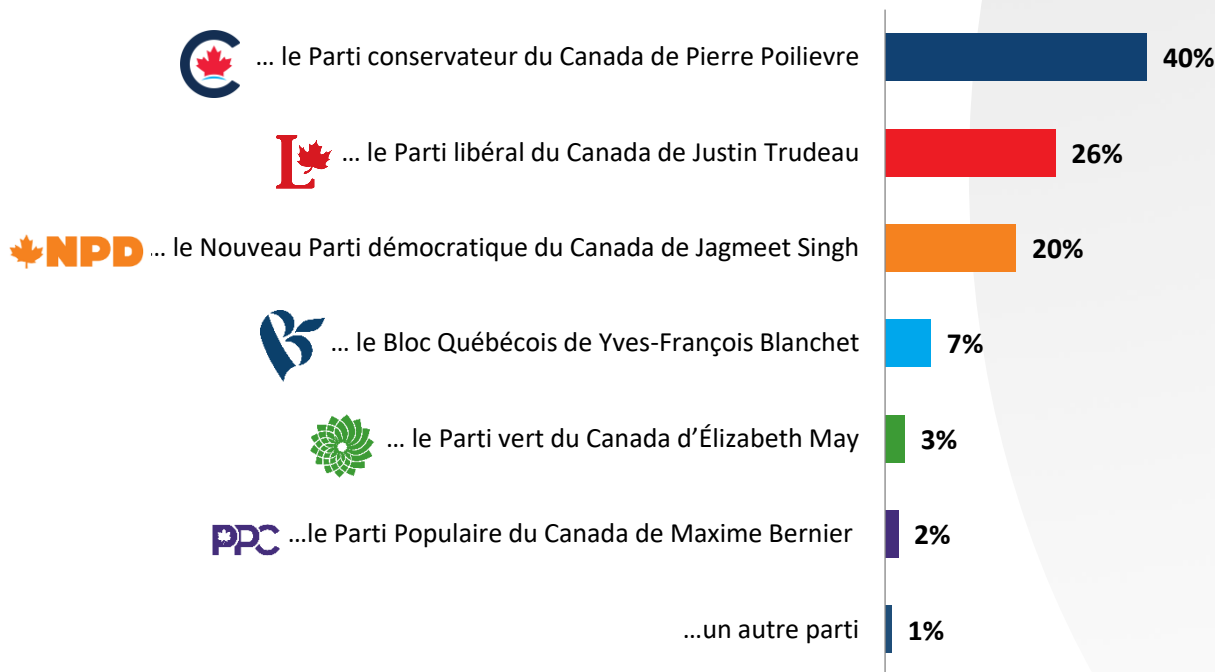 ... le Parti conservateur du Canada de Pierre Poilievre 40%
L ... le Parti libéral du Canada de Justin Trudeau 26%
NPD ... le Nouveau Parti démocratique du Canada de Jagmeet Singh 20%
... le Bloc Québécois de Yves-François Blanchet 7%
... le Parti vert du Canada d’Élizabeth May 3%
PPC ...le Parti Populaire du Canada de Maxime Bernier 2%
...un autre parti 1%